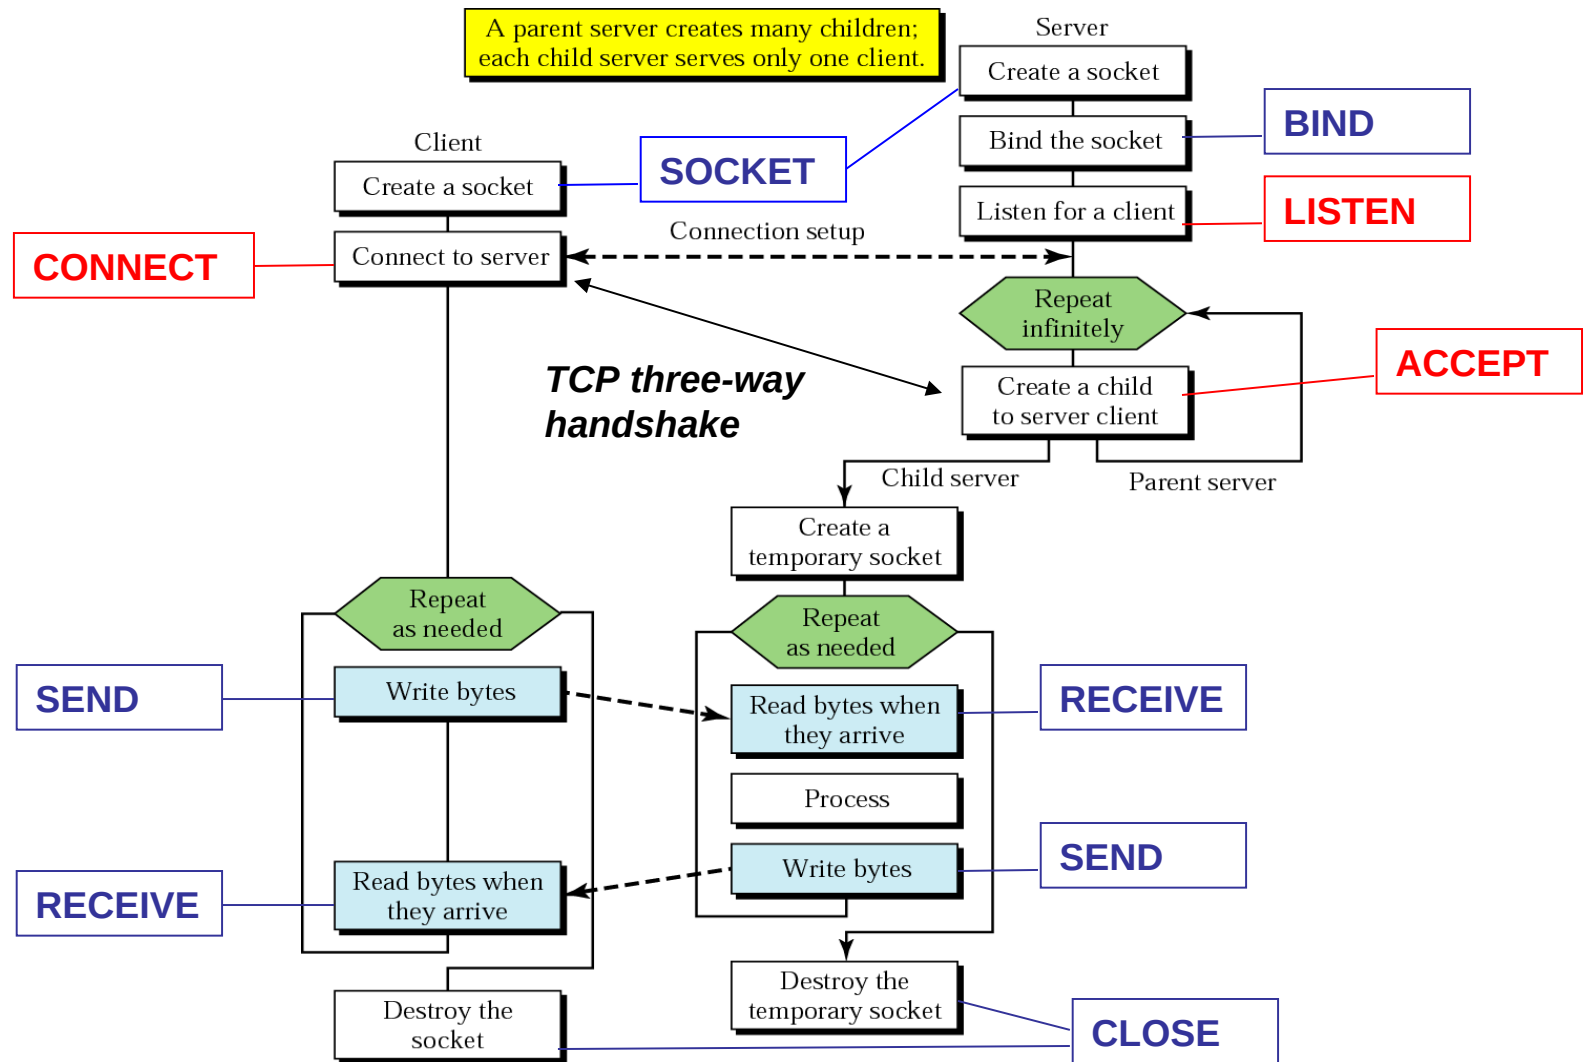 A parent server creates many children;
each child server serves only one client.
Server
Create a socket
BIND
Bind the socket
Client
SOCKET
Create a socket
LISTEN
Listen for a client
Connection setup
CONNECT
Connect to server
Repeat
infinitely
ACCEPT
TCP three-way
handshake
Create a child
to server client
Child server
Parent server
Create a
temporary socket
Repeat
as needed
Repeat
as needed
SEND
Write bytes
Read bytes when
they arrive
RECEIVE
Process
SEND
Write bytes
RECEIVE
Read bytes when
they arrive
Destroy the
temporary socket
Destroy the
socket
CLOSE